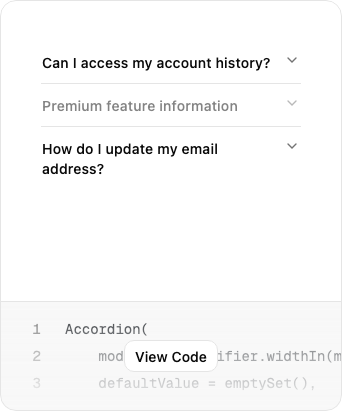 Can I access my account history?
Premium feature information
How do I update my email
address?
1 Accordion(
2 mod ifier.widthIn(m
View Code
3 defaultValue = emptySet(),